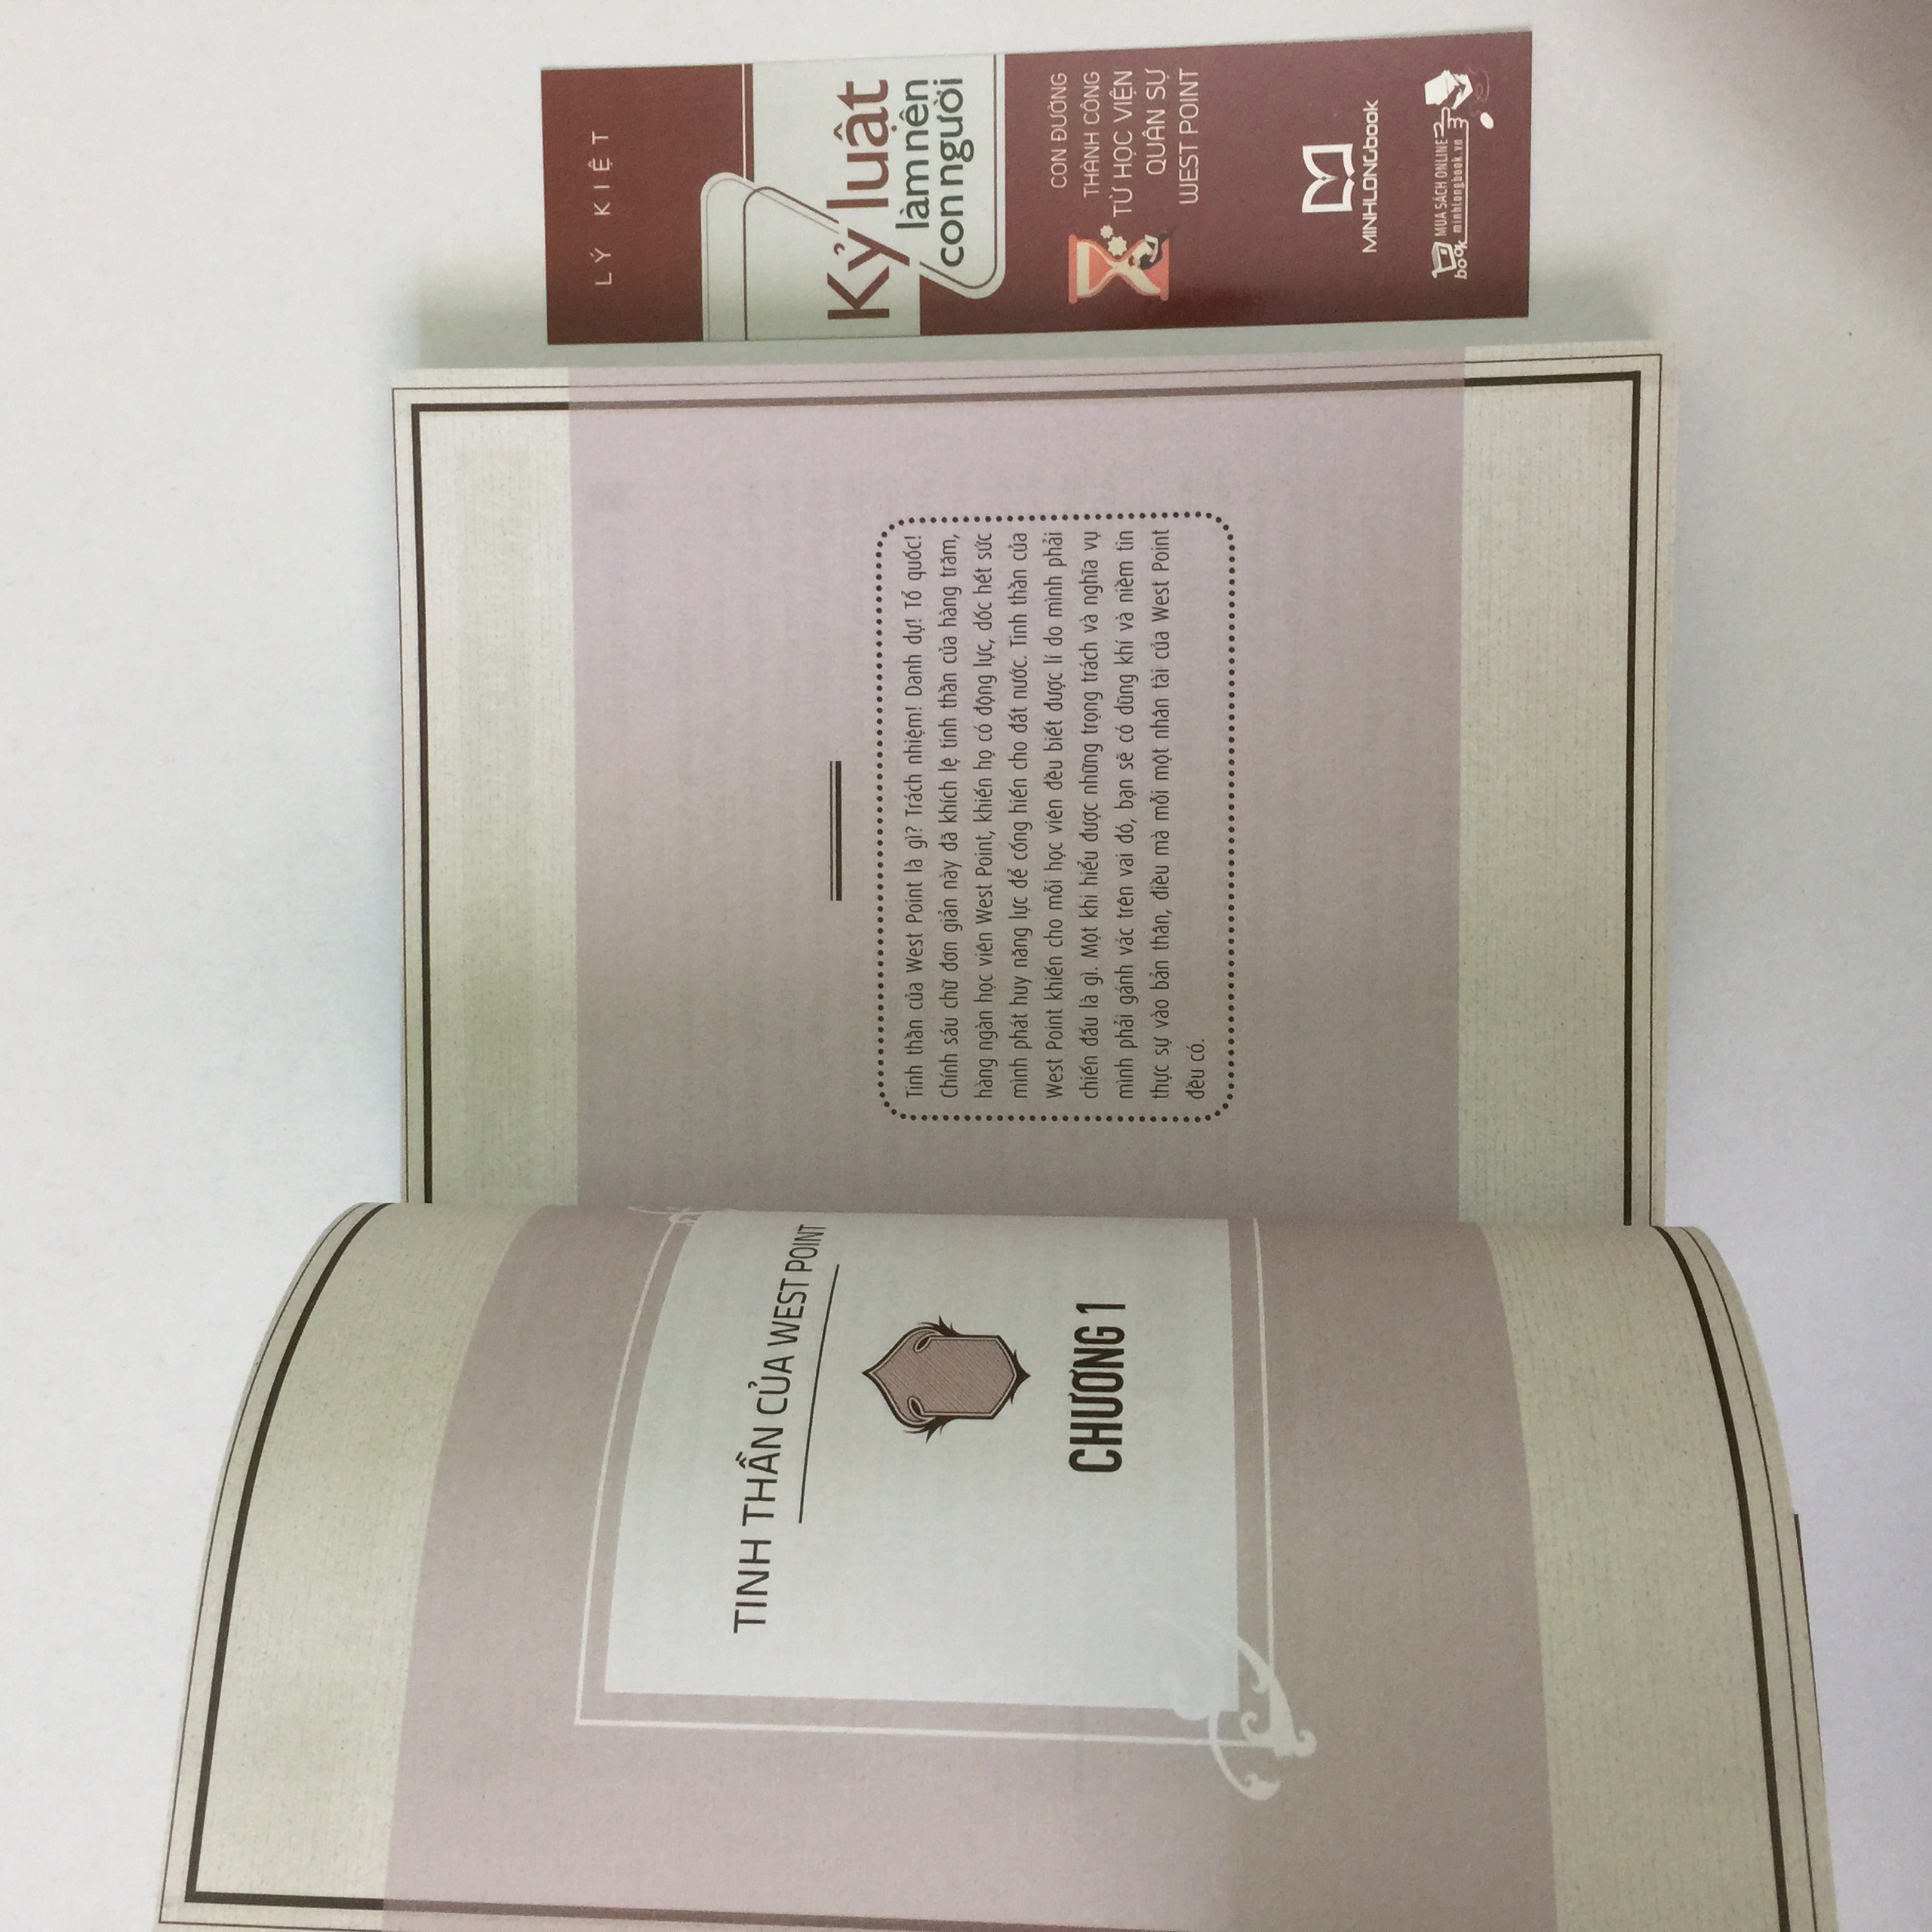 TINH THẦN CỦA WEST POINT
CHƯƠNG 1
Tinh thần của West Point là gì? Trách nhiệm! Danh dự! Tổ quốc!
Chính sáu chữ đơn giản này đã khích lệ tinh thần của hàng trăm,
hàng ngàn học viên West Point, khiến họ có động lực, dốc hết sức
mình phát huy năng lực để cống hiến cho đất nước. Tinh thần của
West Point khiến cho mỗi học viên đều biết được lí do mình phải
chiến đấu là gì. Một khi hiểu được những trọng trách và nghĩa vụ
mình phải gánh vác trên vai đó, bạn sẽ có dũng khí và niềm tin
thực sự vào bản thân, điều mà mỗi một nhân tài của West Point
đều có.
LÝ KIỆT
Kỷ luật
làm nên
con người
CON ĐƯỜNG
THÀNH CÔNG
TỪ HỌC VIỆN
QUÂN SỰ
WEST POINT
MINHLONGbook
MUA SÁCH ONLINE
book minhlongbook.vn